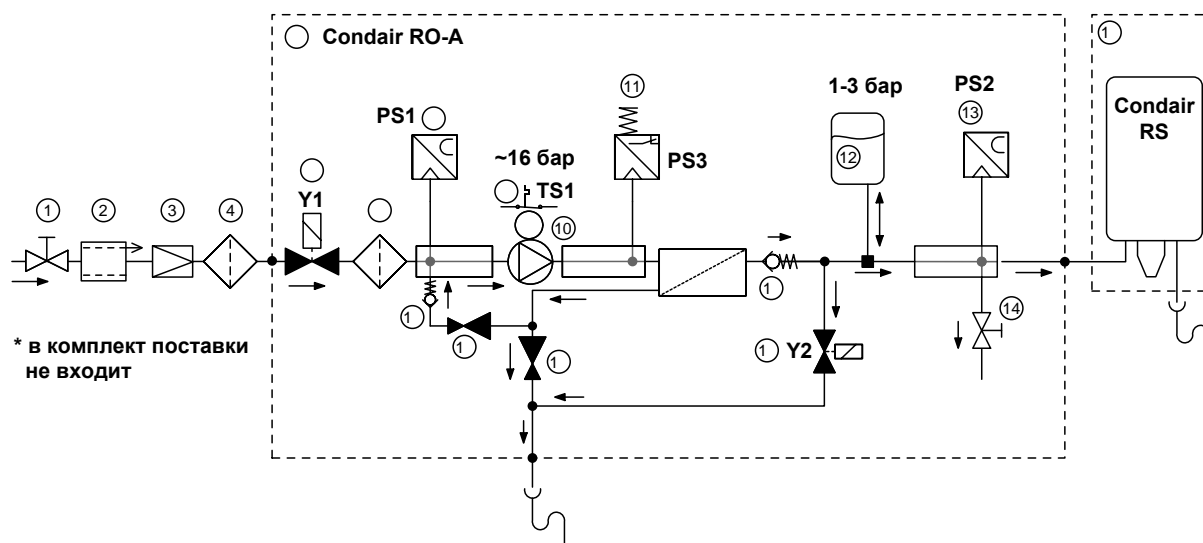 Condair RO-A
1
Condair
RS
1-3 бар
PS2
PS1
11
13
~16 бар
PS3
12
TS1
Y1
1
2
3
4
10
1
14
1
1
1
1
Y2
* в комплект поставки
не входит